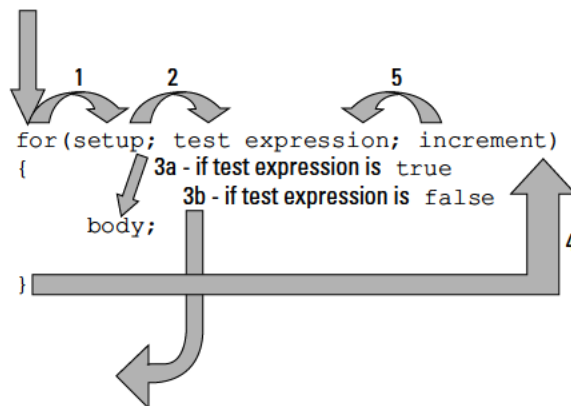 1 2 5
for(setup; test expression; increment)
{ 3a - if test expression is true
3b - if test expression is false
body;
4
}